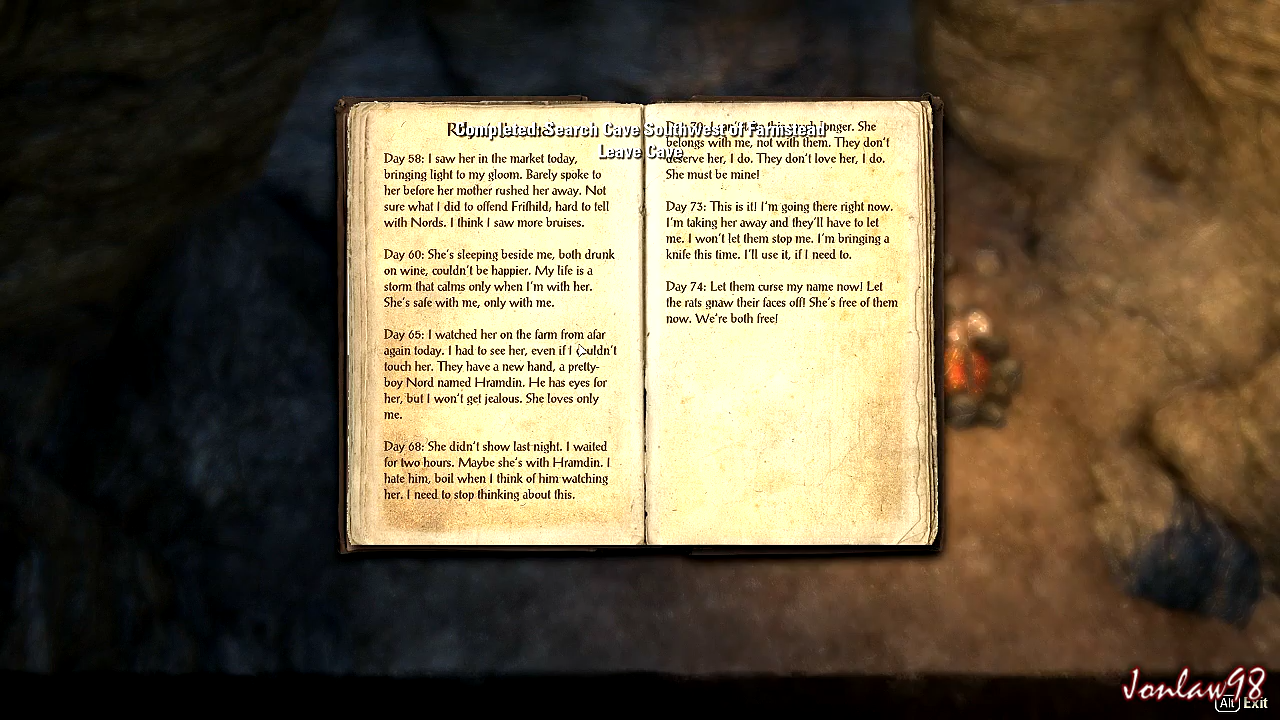 Completed: Search Cave Southwest of Farmstead
Leave Cave
Day 58: I saw her in the market today,
bringing light to my gloom. Barely spoke to
her before her mother rushed her away. Not
sure what I did to offend Frifhild, hard to tell
with Nords. I think I saw more bruises.
Day 60: She's sleeping beside me, both drunk
on wine, couldn't be happier. My life is a
storm that calms only when I'm with her.
She's safe with me, only with me.
Day 65: I watched her on the farm from afar
again today. I had to see her, even if I couldn't
touch her. They have a new hand, a pretty-
boy Nord named Hramdin. He has eyes for
her, but I won't get jealous. She loves only
me.
Day 68: She didn't show last night. I waited
for two hours. Maybe she's with Hramdin. I
hate him, boil when I think of him watching
her. I need to stop thinking about this.
longer. She
belongs with me, not with them. They don't
deserve her, I do. They don't love her, I do.
She must be mine!
Day 73: This is it! I'm going there right now.
I'm taking her away and they'll have to let
me. I won't let them stop me. I'm bringing a
knife this time. I'll use it, if I need to.
Day 74: Let them curse my name now! Let
the rats gnaw their faces off! She's free of them
now. We're both free!
Jonlaw98
Alt Exit